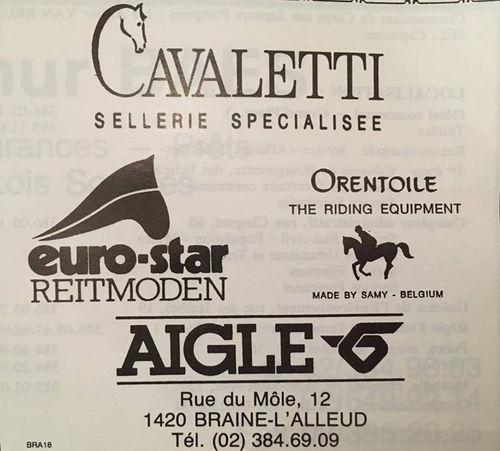 CAVALETTI
SELLERIE SPECIALISEE
euro-star
REITMODEN
ORENTOILE
THE RIDING EQUIPMENT
MADE BY SAMY - BELGIUM
AIGLE
Rue du Môle, 12
1420 BRAINE-L'ALLEUD
Tél. (02) 384.69.09
BRA16